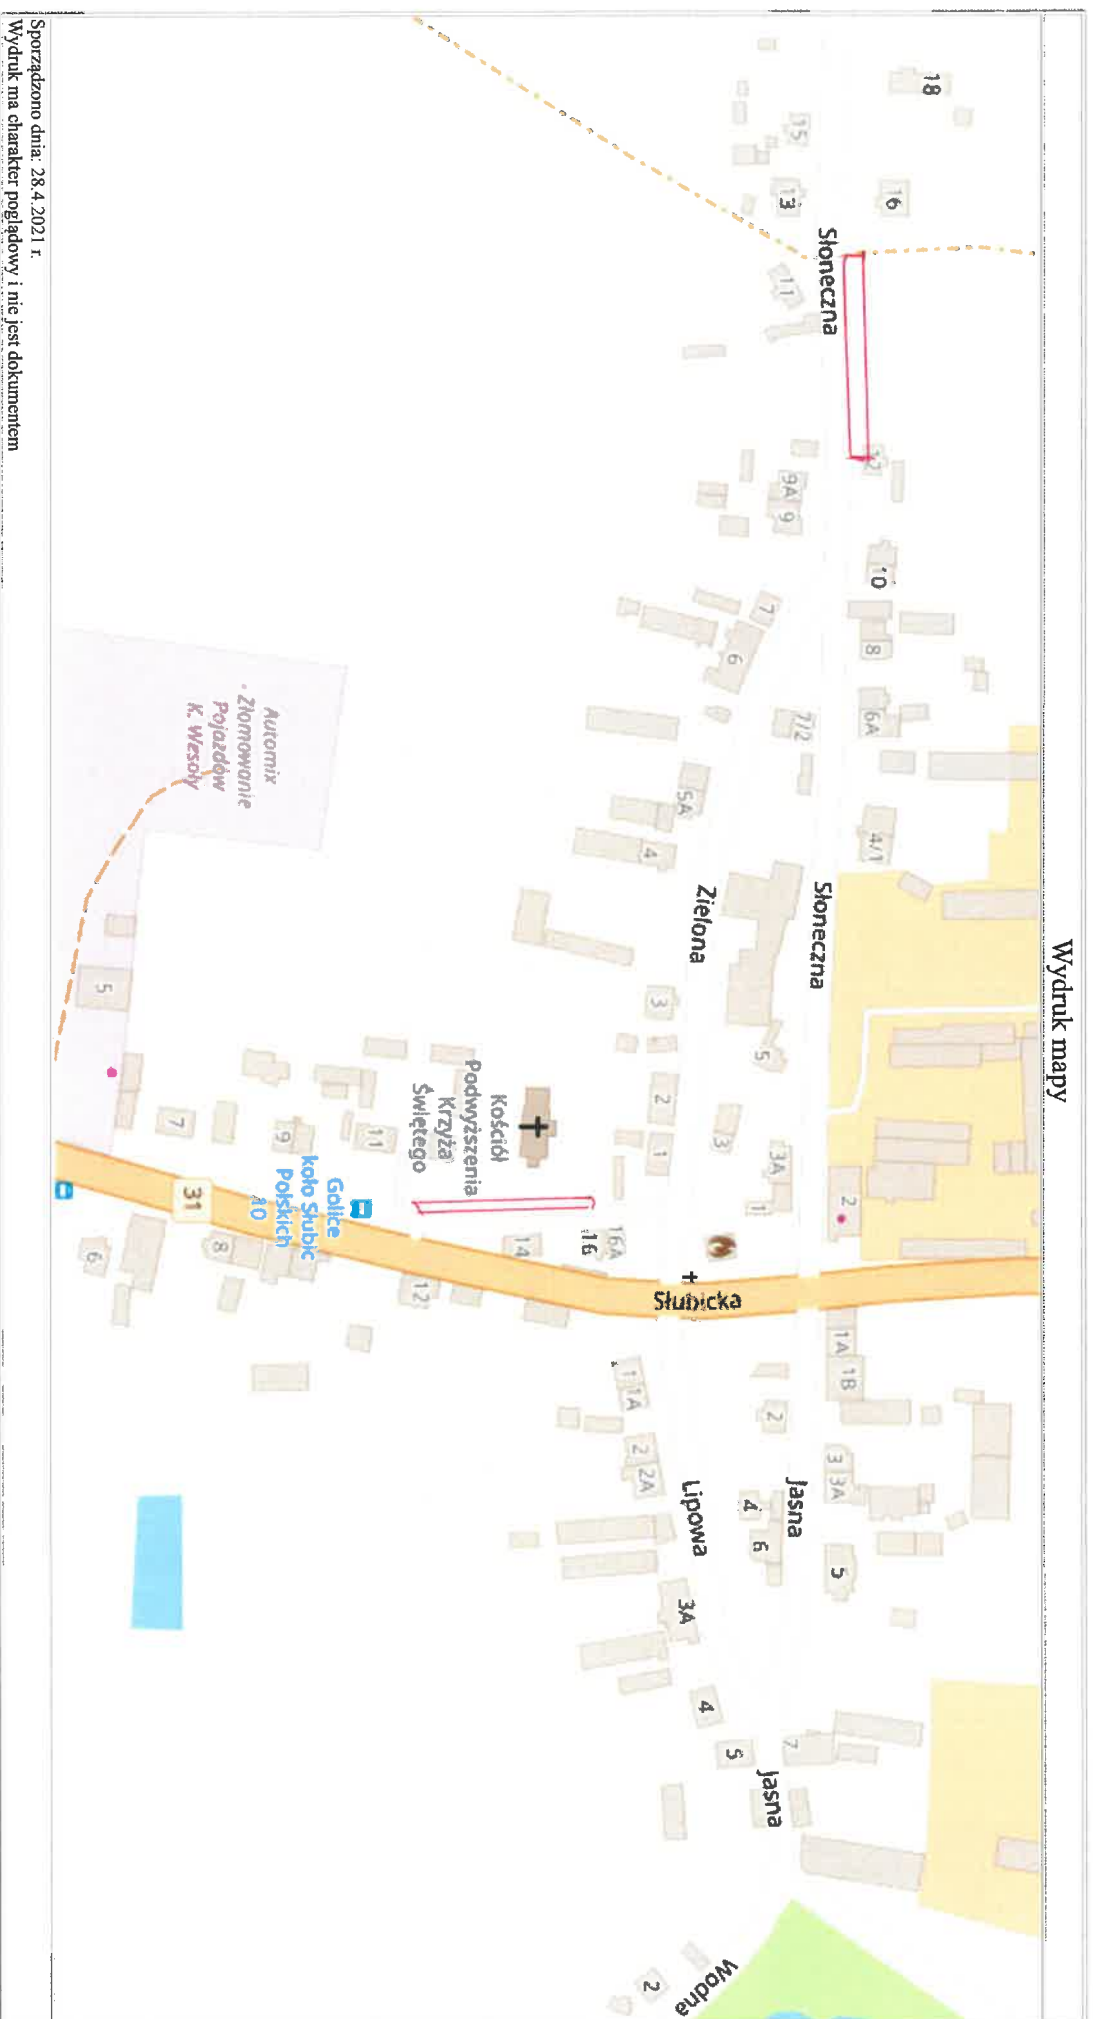 Wydruk mapy
18
16
15
13
Słoneczna
11
12
9A
9
10
8
7
6
6A
7/2
5A
4
4/1
Zielona
Słoneczna
3
5
2
1
3
3A
1
2
Automix
- Złomowanie
Pojazdów
K. Wesoły
5
7
9
11
Kościół
Podwyższenia
Krzyża
Świętego
Golice
koło Słubic
Polskich
10
31
6
8
12
14
16
16A
Słubicka
1A
1B
1
1A
2
2
2A
3
3A
Jasna
4
6
5
Lipowa
3A
4
5
7
Jasna
Wodna
2
Sporządzono dnia: 28.4.2021 r.
Wydruk ma charakter poglądowy i nie jest dokumentem